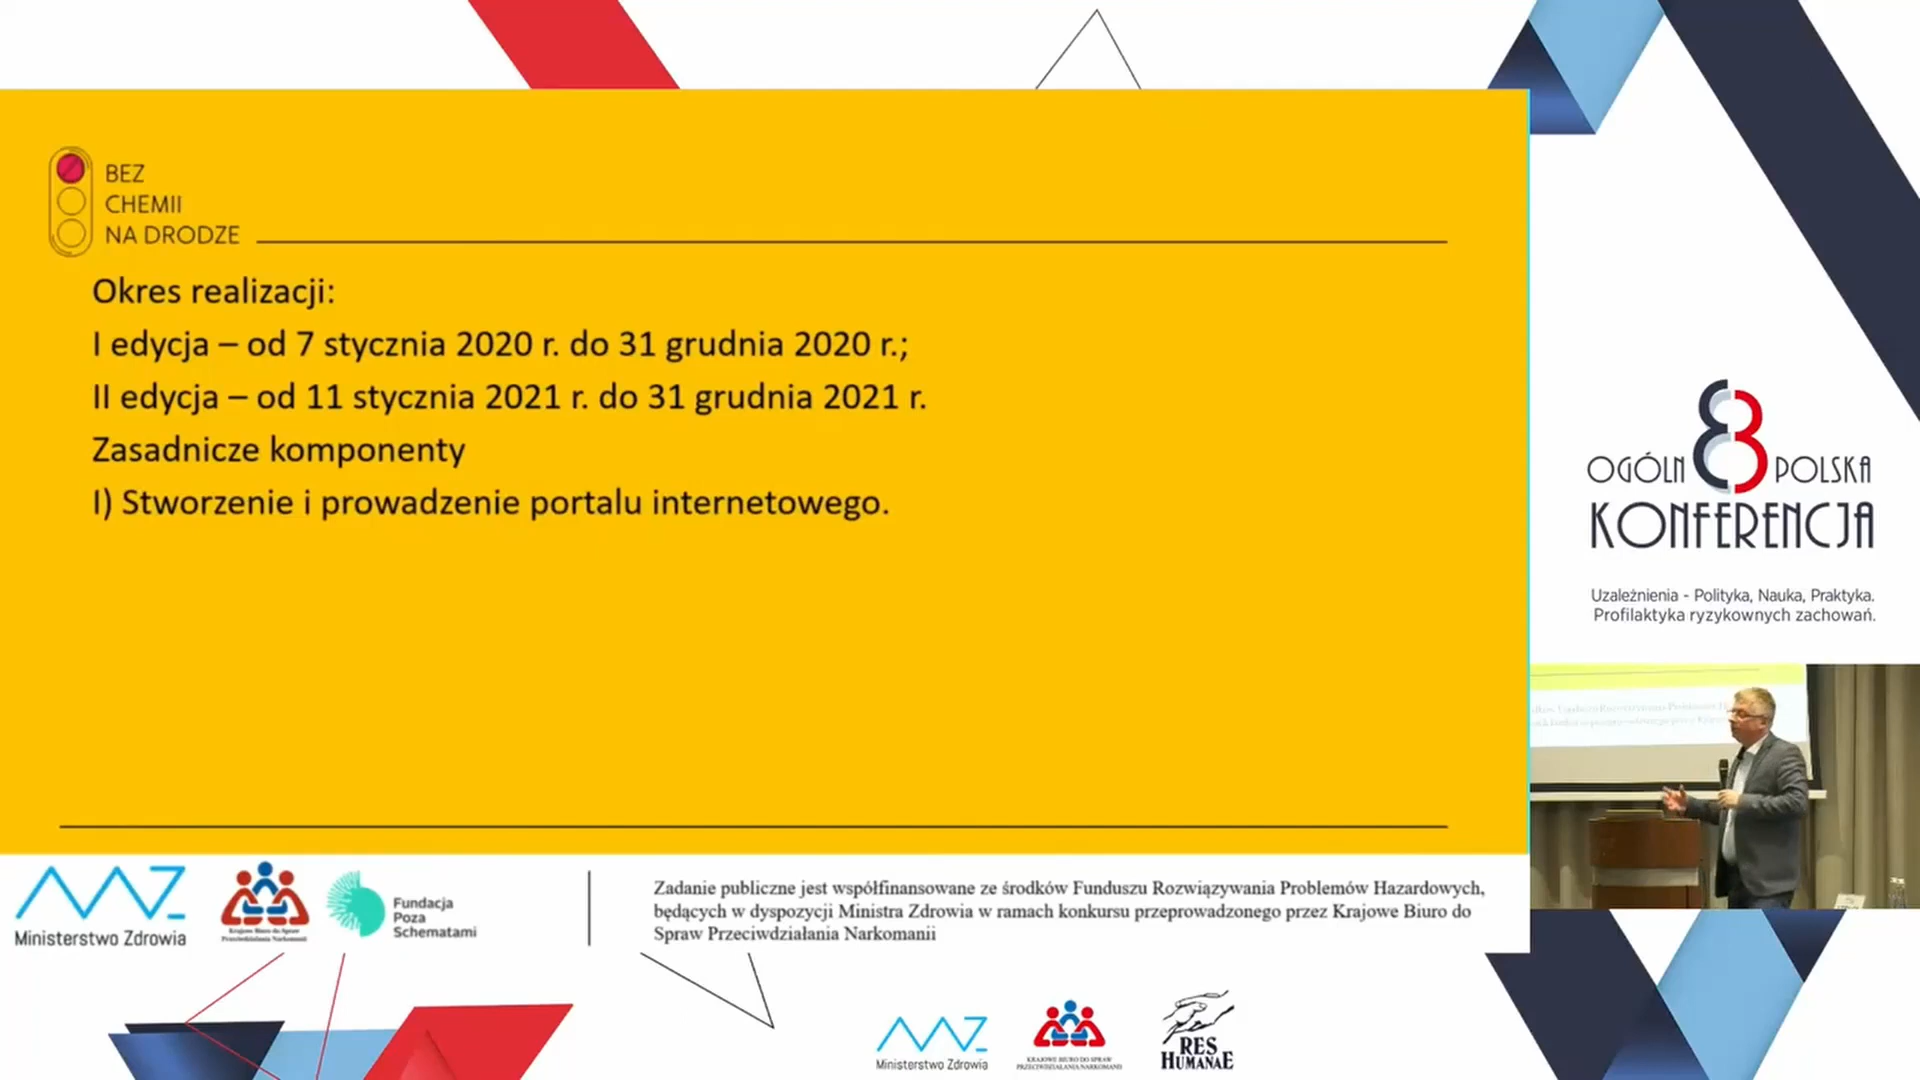 BEZ
CHEMII
NA DRODZE
Okres realizacji:
I edycja – od 7 stycznia 2020 r. do 31 grudnia 2020 r.;
II edycja – od 11 stycznia 2021 r. do 31 grudnia 2021 r.
Zasadnicze komponenty
I) Stworzenie i prowadzenie portalu internetowego.
OGÓLN 8 POLSKA
KONFERENCJA
Uzależnienia - Polityka, Nauka, Praktyka.
Profilaktyka ryzykownych zachowań.
Ministerstwo Zdrowia
Krajowe Biuro do Spraw
Przeciwdziałania Narkomanii
Fundacja
Poza
Schematami
Zadanie publiczne jest współfinansowane ze środków Funduszu Rozwiązywania Problemów Hazardowych,
będących w dyspozycji Ministra Zdrowia w ramach konkursu przeprowadzonego przez Krajowe Biuro do
Spraw Przeciwdziałania Narkomanii
Ministerstwo Zdrowia
KRAJOWE BIURO DO SPRAW
PRZECIWDZIAŁANIA NARKOMANII
RES
HUMANAE